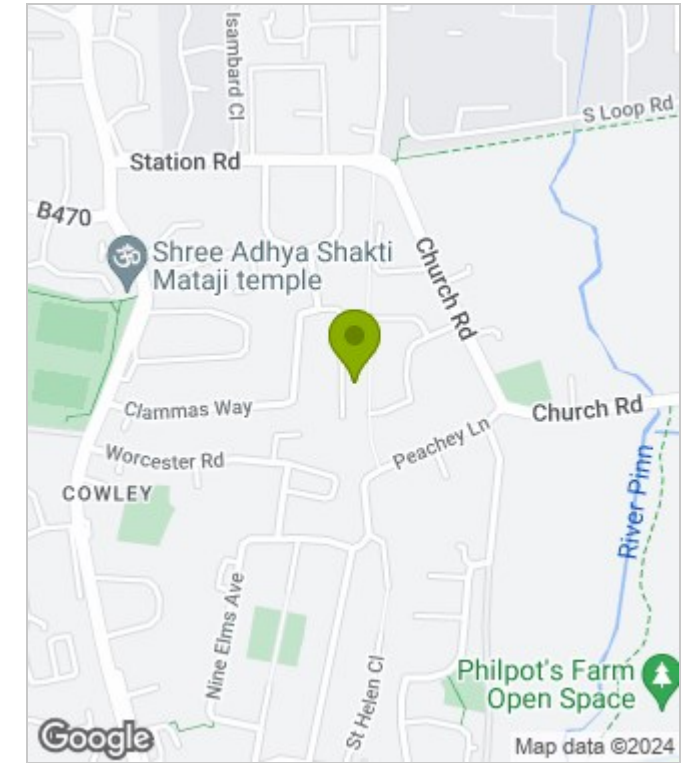 Isambard Cl
S Loop Rd
Station Rd
B470
Shree Adhya Shakti
Mataji temple
Church Rd
Clammas Way
Church Rd
Peachey Ln
Worcester Rd
COWLEY
River Pinn
Nine Elms Ave
St Helen Cl
Philpot's Farm
Open Space
Google
Map data ©2024